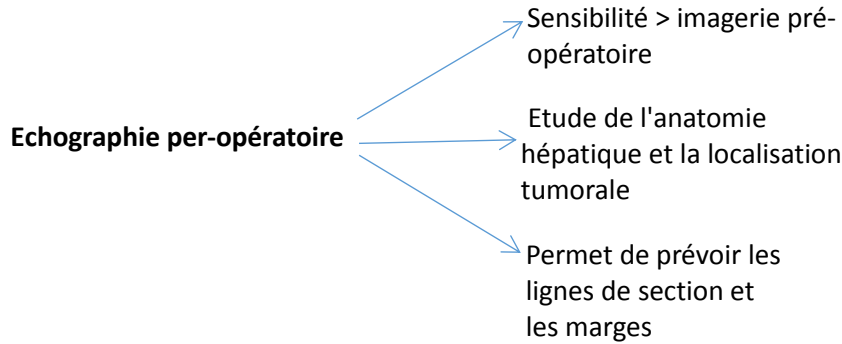 Sensibilité > imagerie pré-
opératoire
Echographie per-opératoire
Etude de l'anatomie
hépatique et la localisation
tumorale
Permet de prévoir les
lignes de section et
les marges